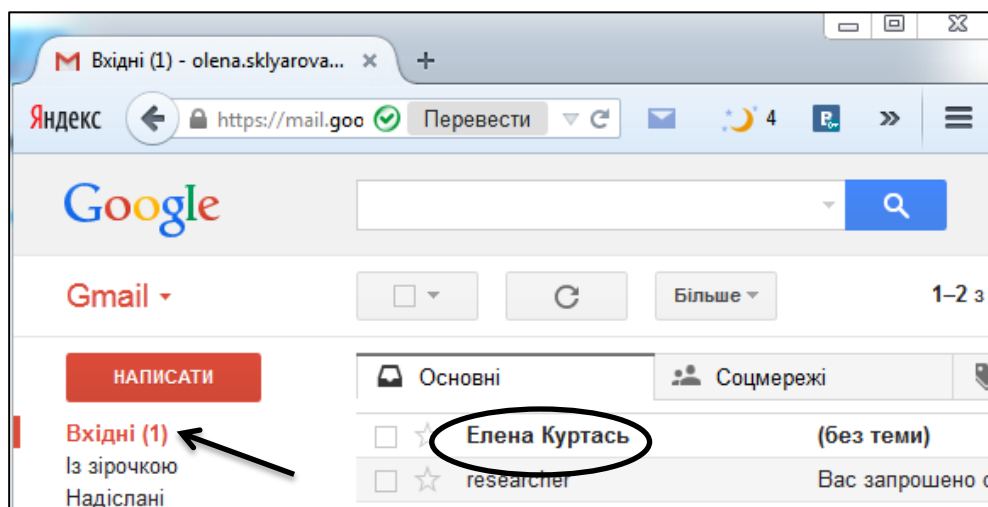 Вхідні (1) - olena.sklyarova...
Яндекс https://mail.goo Перевести 4 »
Google
Gmail Більше 1–2 з
НАПИСАТИ Основні Соцмережі
Вхідні (1) Елена Куртась (без теми)
Із зірочкою
researcher Вас запрошено
Надіслані